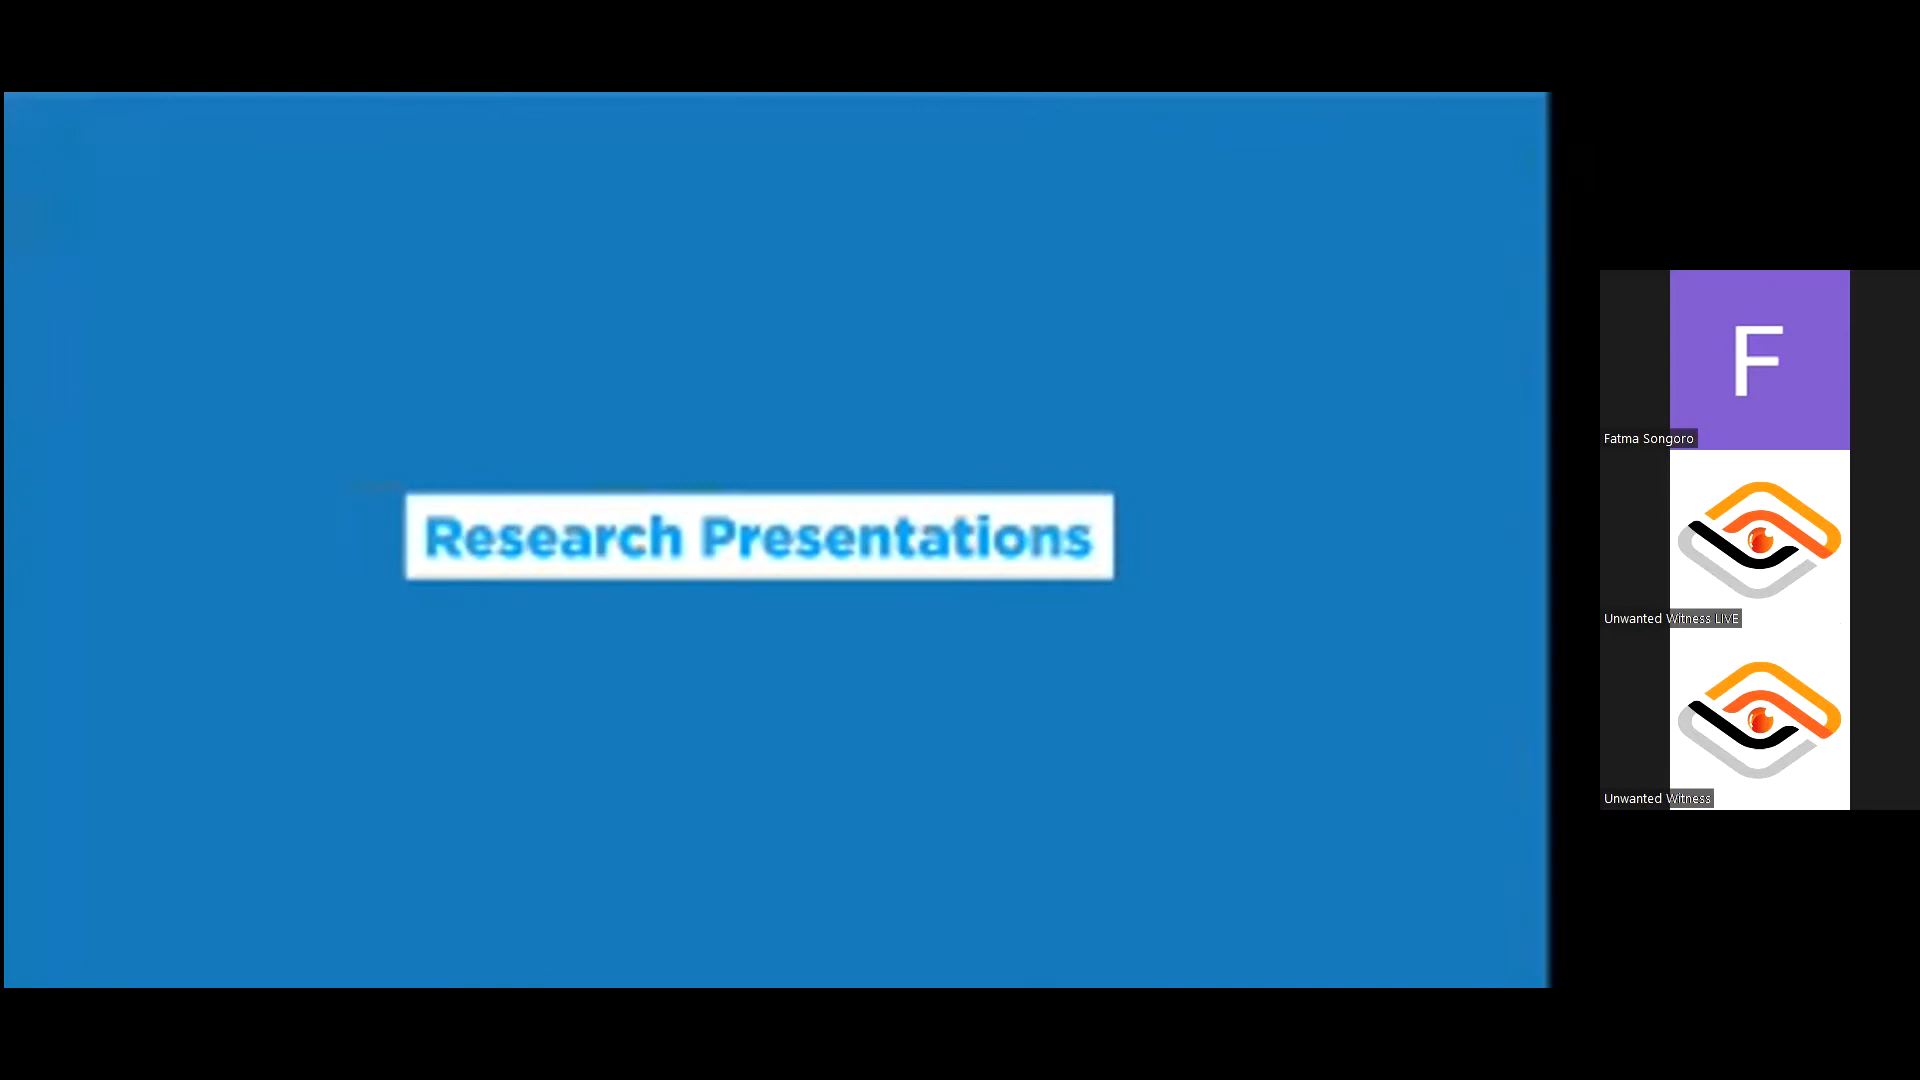 Research Presentations
F
Fatma Songoro
Unwanted Witness LIVE
Unwanted Witness